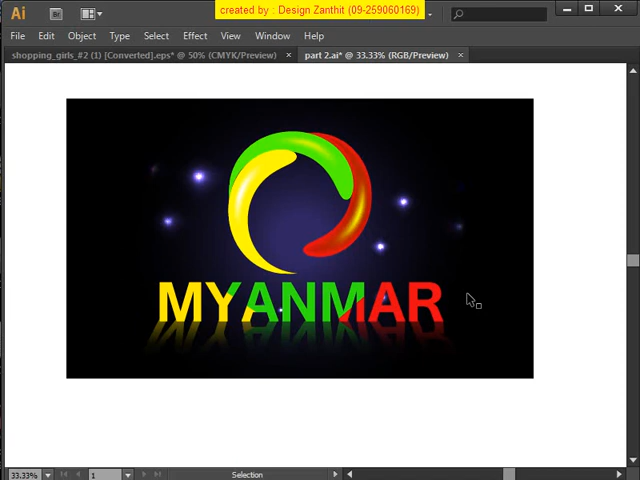 created by : Design Zanthit (09-259060169)
Ai
Br
File Edit Object Type Select Effect View Window Help
shopping_girls_#2 (1) [Converted].eps* @ 50% (CMYK/Preview) × part 2.ai* @ 33.33% (RGB/Preview) ×
MYANMAR
33.33% 1 Selection